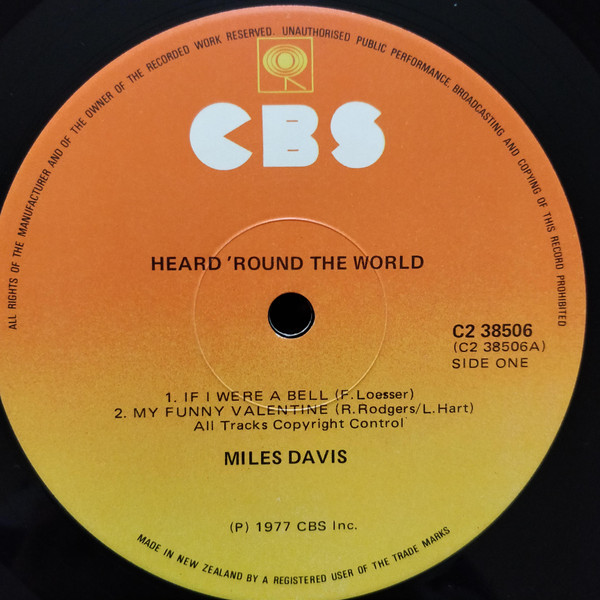 ALL RIGHTS OF THE MANUFACTURER AND OF THE OWNER OF THE RECORDED WORK RESERVED. UNAUTHORISED PUBLIC PERFORMANCE, BROADCASTING AND COPYING OF THIS RECORD PROHIBITED
CBS
HEARD 'ROUND THE WORLD
C2 38506
(C2 38506A)
SIDE ONE
1. IF I WERE A BELL (F.Loesser)
2. MY FUNNY VALENTINE (R.Rodgers/L.Hart)
All Tracks Copyright Control
MILES DAVIS
(P) 1977 CBS Inc.
MADE IN NEW ZEALAND BY A REGISTERED USER OF THE TRADE MARKS